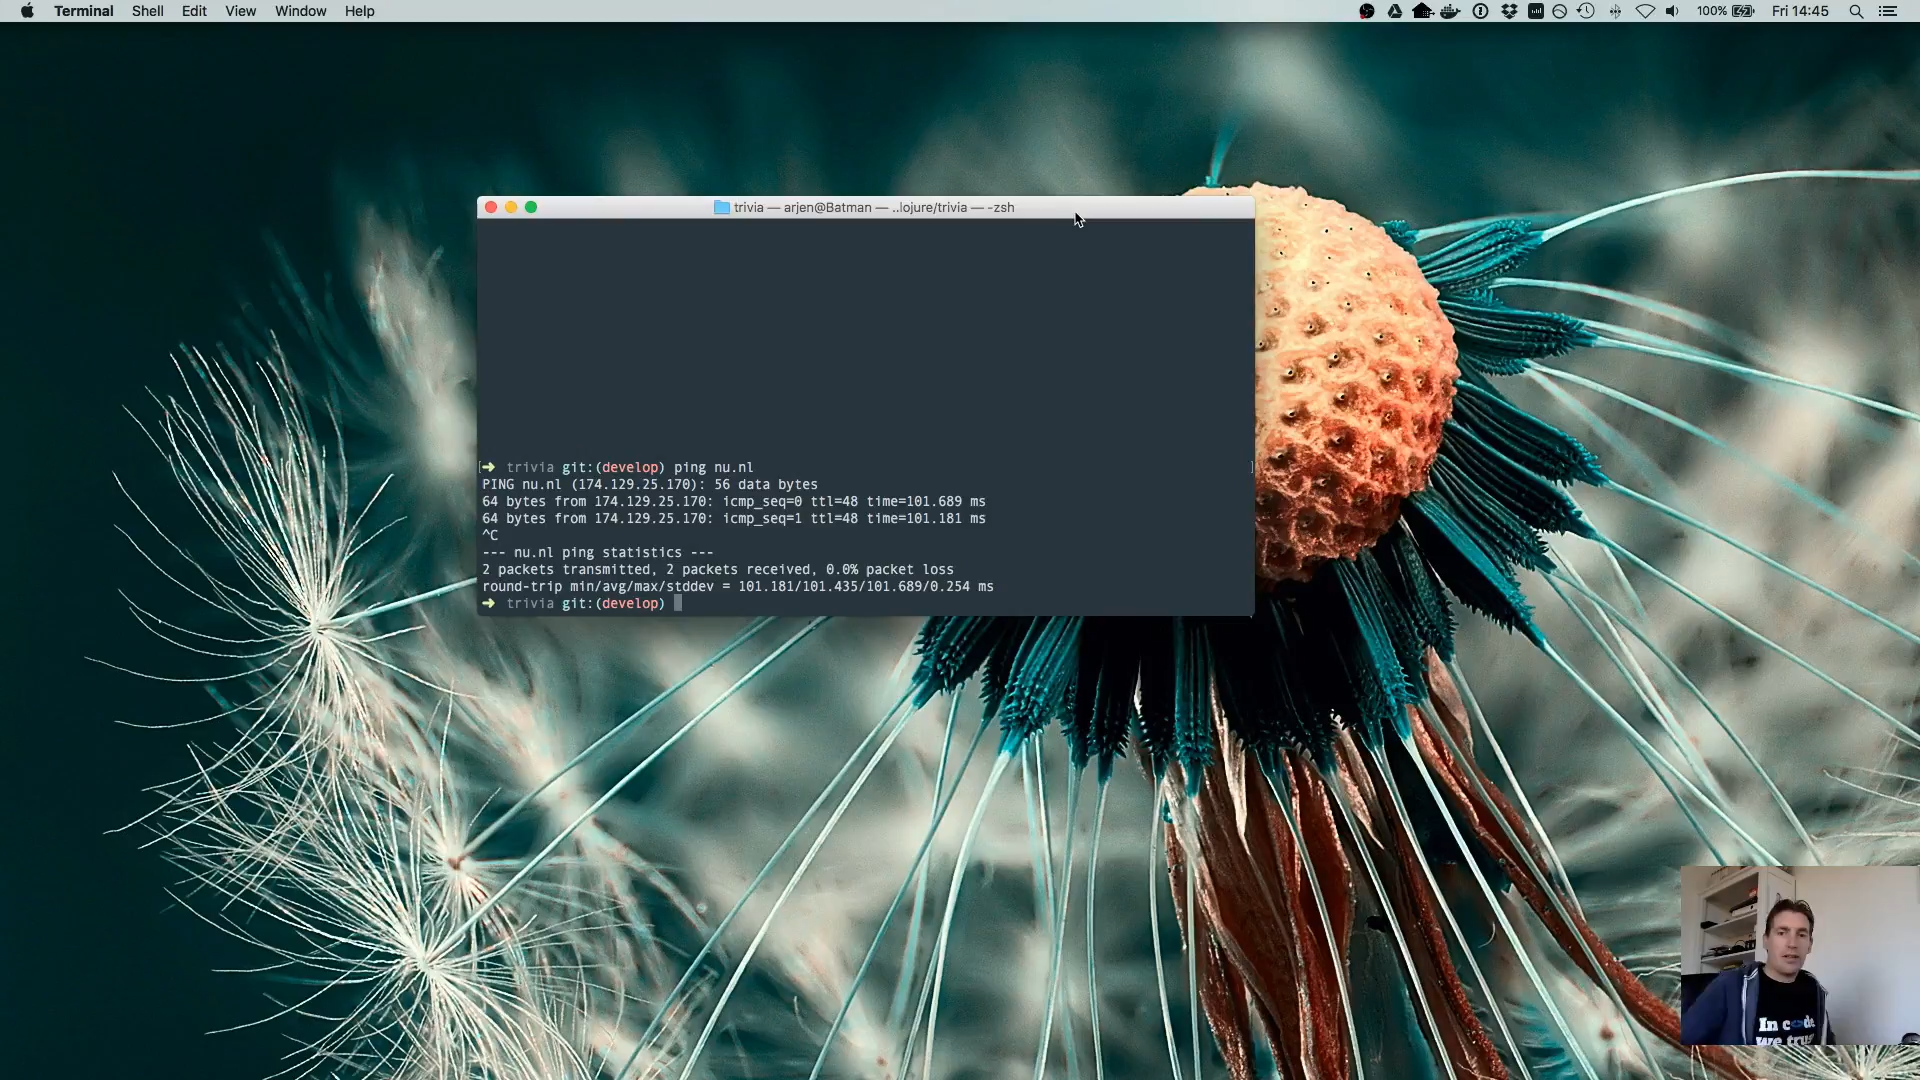 Terminal Shell Edit View Window Help 100% Fri 14:45
trivia — arjen@Batman — ..lojure/trivia — -zsh
[➜ trivia git:(develop) ping nu.nl ]
PING nu.nl (174.129.25.170): 56 data bytes
64 bytes from 174.129.25.170: icmp_seq=0 ttl=48 time=101.689 ms
64 bytes from 174.129.25.170: icmp_seq=1 ttl=48 time=101.181 ms
^C
--- nu.nl ping statistics ---
2 packets transmitted, 2 packets received, 0.0% packet loss
round-trip min/avg/max/stddev = 101.181/101.435/101.689/0.254 ms
➜ trivia git:(develop)
In code
we trust